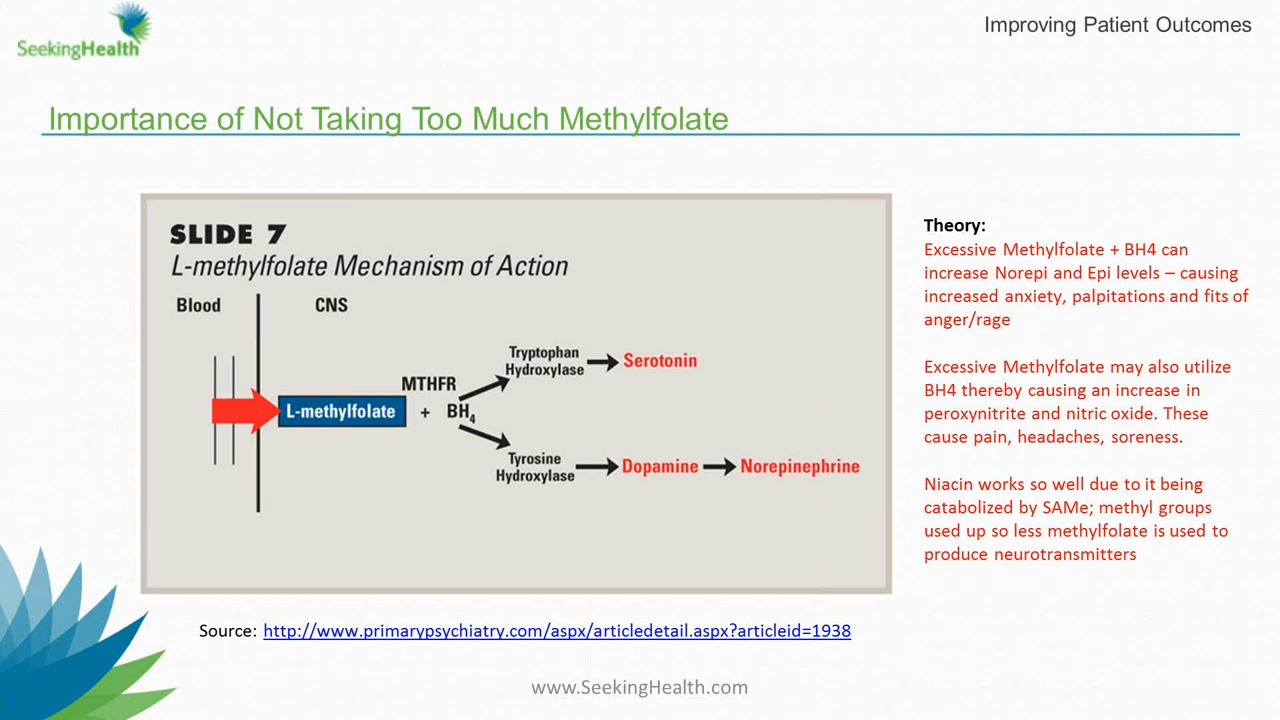 SeekingHealth
Improving Patient Outcomes
Importance of Not Taking Too Much Methylfolate
SLIDE 7
L-methylfolate Mechanism of Action
Blood
CNS
Tryptophan
Hydroxylase
Serotonin
MTHFR
L-methylfolate + BH4
Tyrosine
Hydroxylase
Dopamine
Norepinephrine
Theory:
Excessive Methylfolate + BH4 can
increase Norepi and Epi levels – causing
increased anxiety, palpitations and fits of
anger/rage
Excessive Methylfolate may also utilize
BH4 thereby causing an increase in
peroxynitrite and nitric oxide. These
cause pain, headaches, soreness.
Niacin works so well due to it being
catabolized by SAMe; methyl groups
used up so less methylfolate is used to
produce neurotransmitters
Source: http://www.primarypsychiatry.com/aspx/articledetail.aspx?articleid=1938
www.SeekingHealth.com